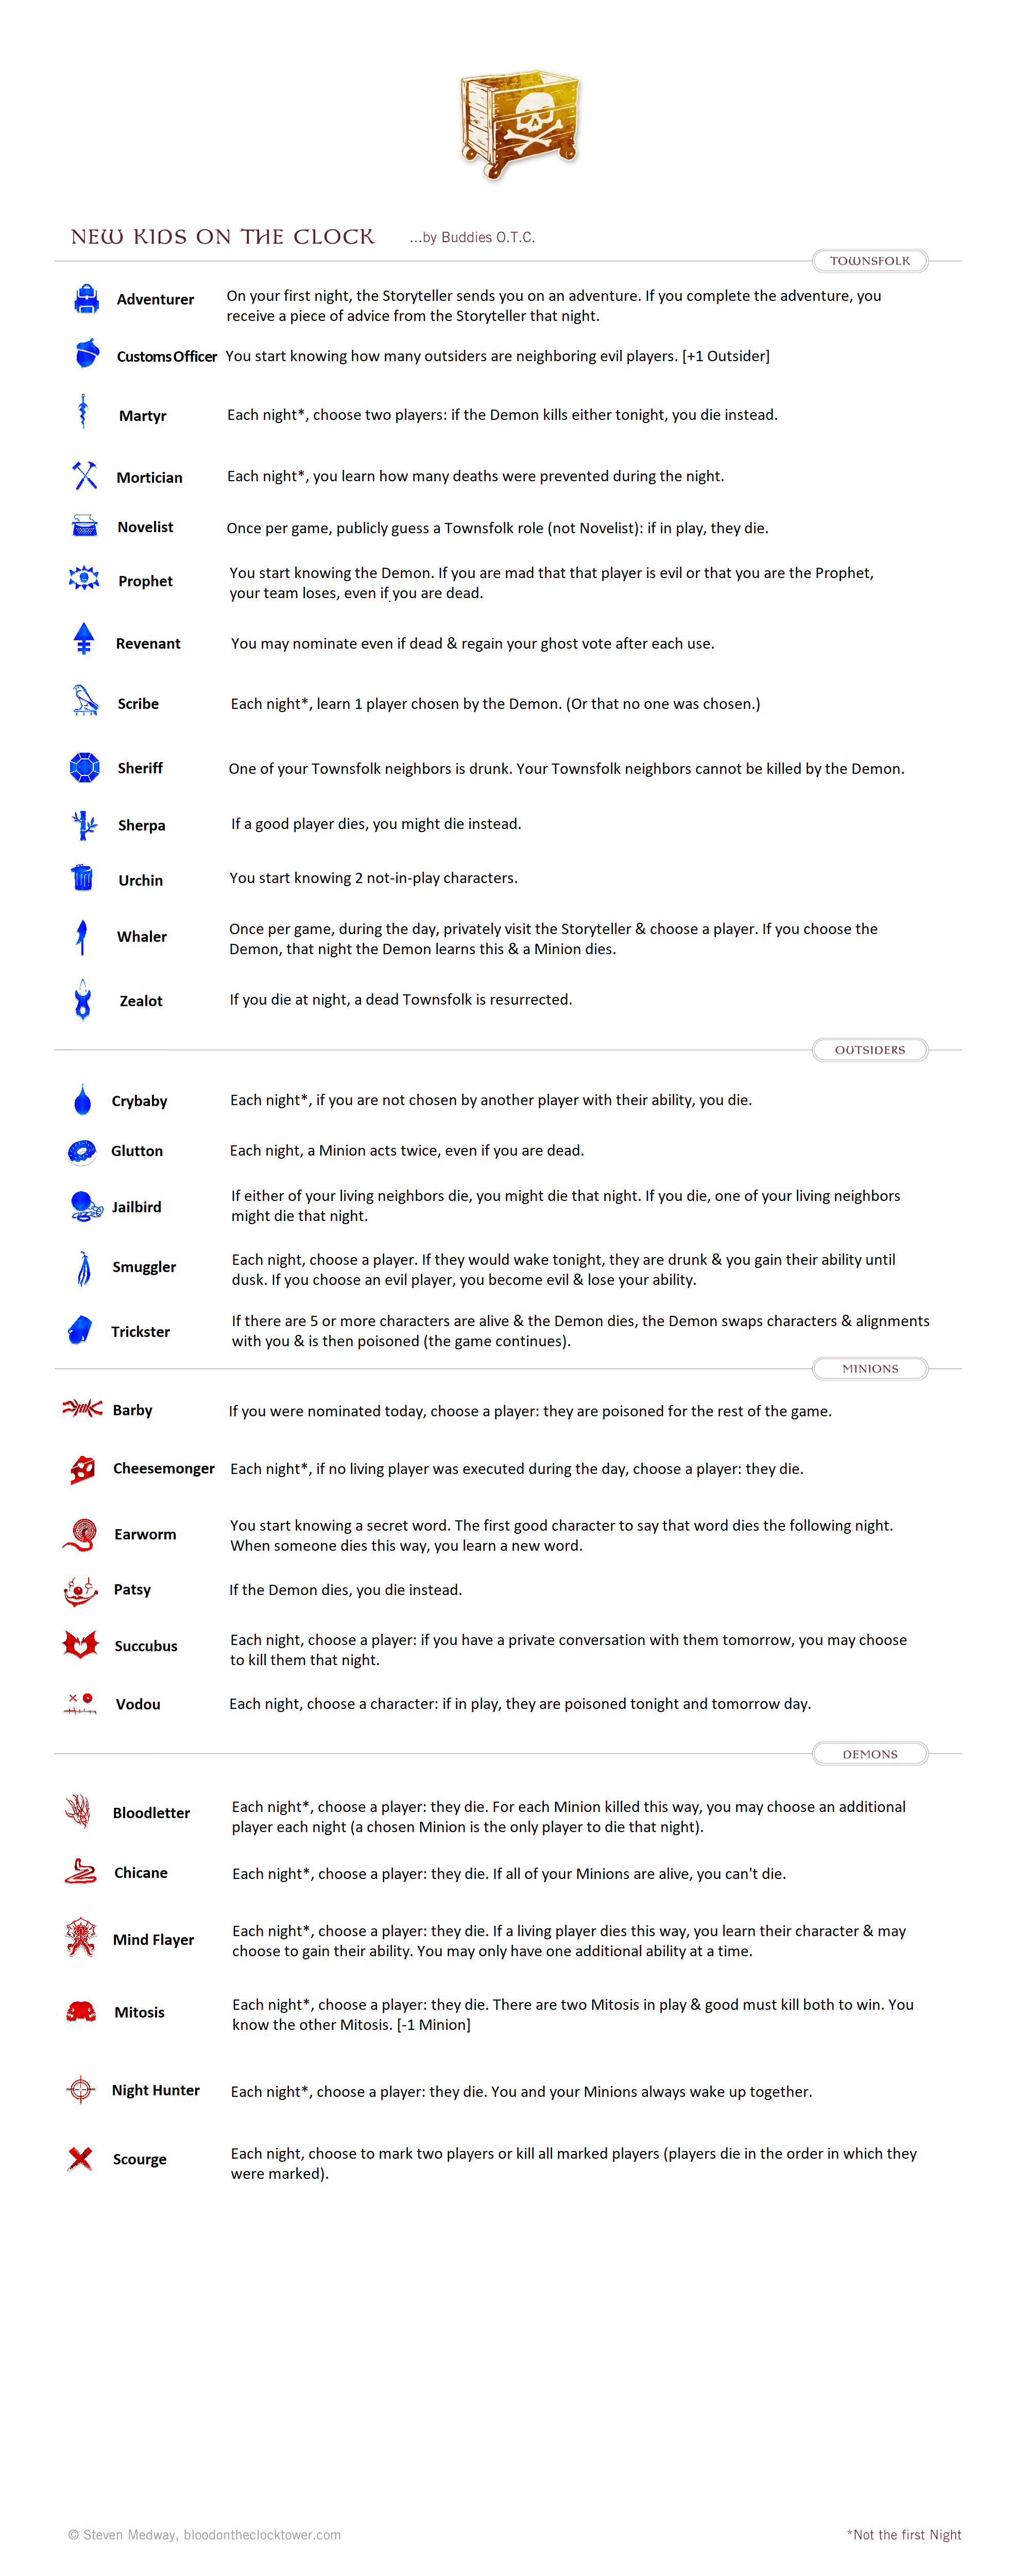 NEW KIDS ON THE CLOCK ...by Buddies O.T.C.
TOWNSFOLK
Adventurer On your first night, the Storyteller sends you on an adventure. If you complete the adventure, you
receive a piece of advice from the Storyteller that night.
Customs Officer You start knowing how many outsiders are neighboring evil players. [+1 Outsider]
Martyr Each night*, choose two players: if the Demon kills either tonight, you die instead.
Mortician Each night*, you learn how many deaths were prevented during the night.
Novelist Once per game, publicly guess a Townsfolk role (not Novelist): if in play, they die.
Prophet You start knowing the Demon. If you are mad that that player is evil or that you are the Prophet,
your team loses, even if you are dead.
Revenant You may nominate even if dead & regain your ghost vote after each use.
Scribe Each night*, learn 1 player chosen by the Demon. (Or that no one was chosen.)
Sheriff One of your Townsfolk neighbors is drunk. Your Townsfolk neighbors cannot be killed by the Demon.
Sherpa If a good player dies, you might die instead.
Urchin You start knowing 2 not-in-play characters.
Whaler Once per game, during the day, privately visit the Storyteller & choose a player. If you choose the
Demon, that night the Demon learns this & a Minion dies.
Zealot If you die at night, a dead Townsfolk is resurrected.
OUTSIDERS
Crybaby Each night*, if you are not chosen by another player with their ability, you die.
Glutton Each night, a Minion acts twice, even if you are dead.
Jailbird If either of your living neighbors die, you might die that night. If you die, one of your living neighbors
might die that night.
Smuggler Each night, choose a player. If they would wake tonight, they are drunk & you gain their ability until
dusk. If you choose an evil player, you become evil & lose your ability.
Trickster If there are 5 or more characters are alive & the Demon dies, the Demon swaps characters & alignments
with you & is then poisoned (the game continues).
MINIONS
Barby If you were nominated today, choose a player: they are poisoned for the rest of the game.
Cheesemonger Each night*, if no living player was executed during the day, choose a player: they die.
Earworm You start knowing a secret word. The first good character to say that word dies the following night.
When someone dies this way, you learn a new word.
Patsy If the Demon dies, you die instead.
Succubus Each night, choose a player: if you have a private conversation with them tomorrow, you may choose
to kill them that night.
Vodou Each night, choose a character: if in play, they are poisoned tonight and tomorrow day.
DEMONS
Bloodletter Each night*, choose a player: they die. For each Minion killed this way, you may choose an additional
player each night (a chosen Minion is the only player to die that night).
Chicane Each night*, choose a player: they die. If all of your Minions are alive, you can't die.
Mind Flayer Each night*, choose a player: they die. If a living player dies this way, you learn their character & may
choose to gain their ability. You may only have one additional ability at a time.
Mitosis Each night*, choose a player: they die. There are two Mitosis in play & good must kill both to win. You
know the other Mitosis. [-1 Minion]
Night Hunter Each night*, choose a player: they die. You and your Minions always wake up together.
Scourge Each night, choose to mark two players or kill all marked players (players die in the order in which they
were marked).
© Steven Medway, bloodontheclocktower.com *Not the first Night